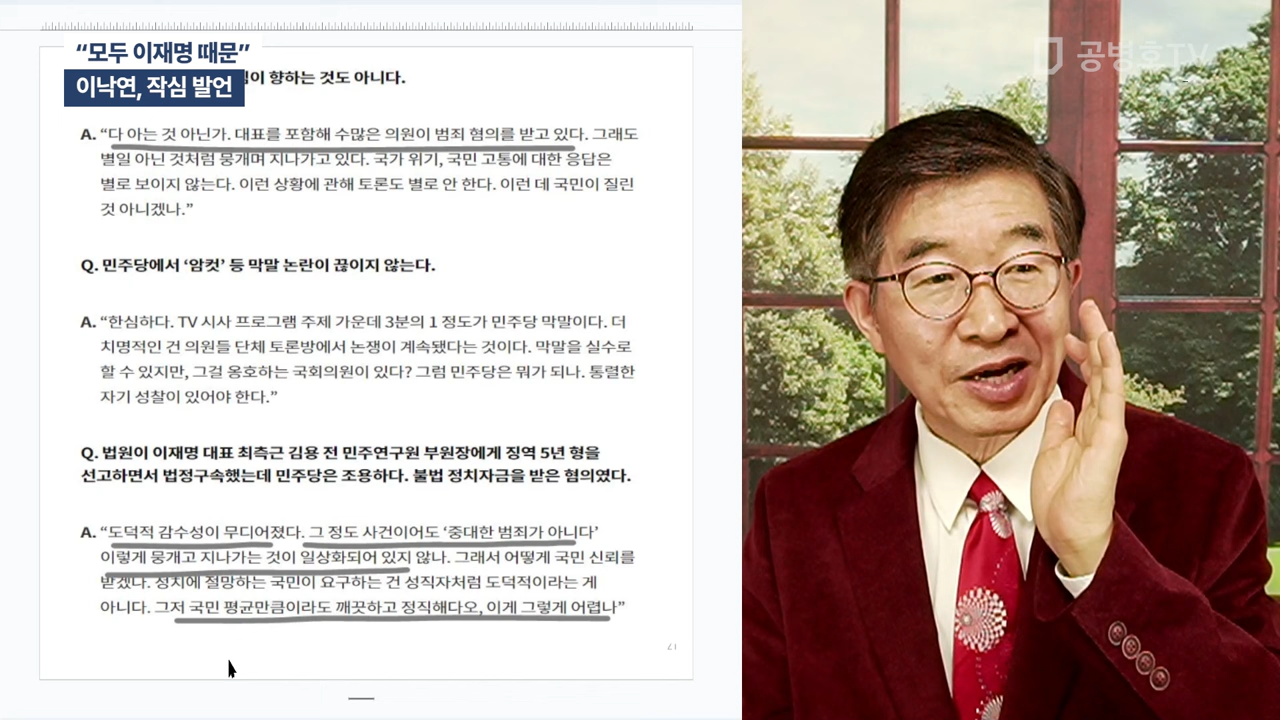 “모두 이재명 때문”
이낙연, 작심 발언
이 향하는 것도 아니다.
공병호TV
A. “다 아는 것 아닌가. 대표를 포함해 수많은 의원이 범죄 혐의를 받고 있다. 그래도
별일 아닌 것처럼 뭉개며 지나가고 있다. 국가 위기, 국민 고통에 대한 응답은
별로 보이지 않는다. 이런 상황에 관해 토론도 별로 안 한다. 이런 데 국민이 질린
것 아니겠나.”
Q. 민주당에서 ‘암컷’ 등 막말 논란이 끊이지 않는다.
A. “한심하다. TV 시사 프로그램 주제 가운데 3분의 1 정도가 민주당 막말이다. 더
치명적인 건 의원들 단체 토론방에서 논쟁이 계속됐다는 것이다. 막말을 실수로
할 수 있지만, 그걸 옹호하는 국회의원이 있다? 그럼 민주당은 뭐가 되나. 통렬한
자기 성찰이 있어야 한다.”
Q. 법원이 이재명 대표 최측근 김용 전 민주연구원 부원장에게 징역 5년 형을
선고하면서 법정구속했는데 민주당은 조용하다. 불법 정치자금을 받은 혐의였다.
A. “도덕적 감수성이 무디어졌다. 그 정도 사건이어도 ‘중대한 범죄가 아니다’
이렇게 뭉개고 지나가는 것이 일상화되어 있지 않나. 그래서 어떻게 국민 신뢰를
받겠나. 정치에 절망하는 국민이 요구하는 건 성직자처럼 도덕적이라는 게
아니다. 그저 국민 평균만큼이라도 깨끗하고 정직해다오, 이게 그렇게 어렵나”